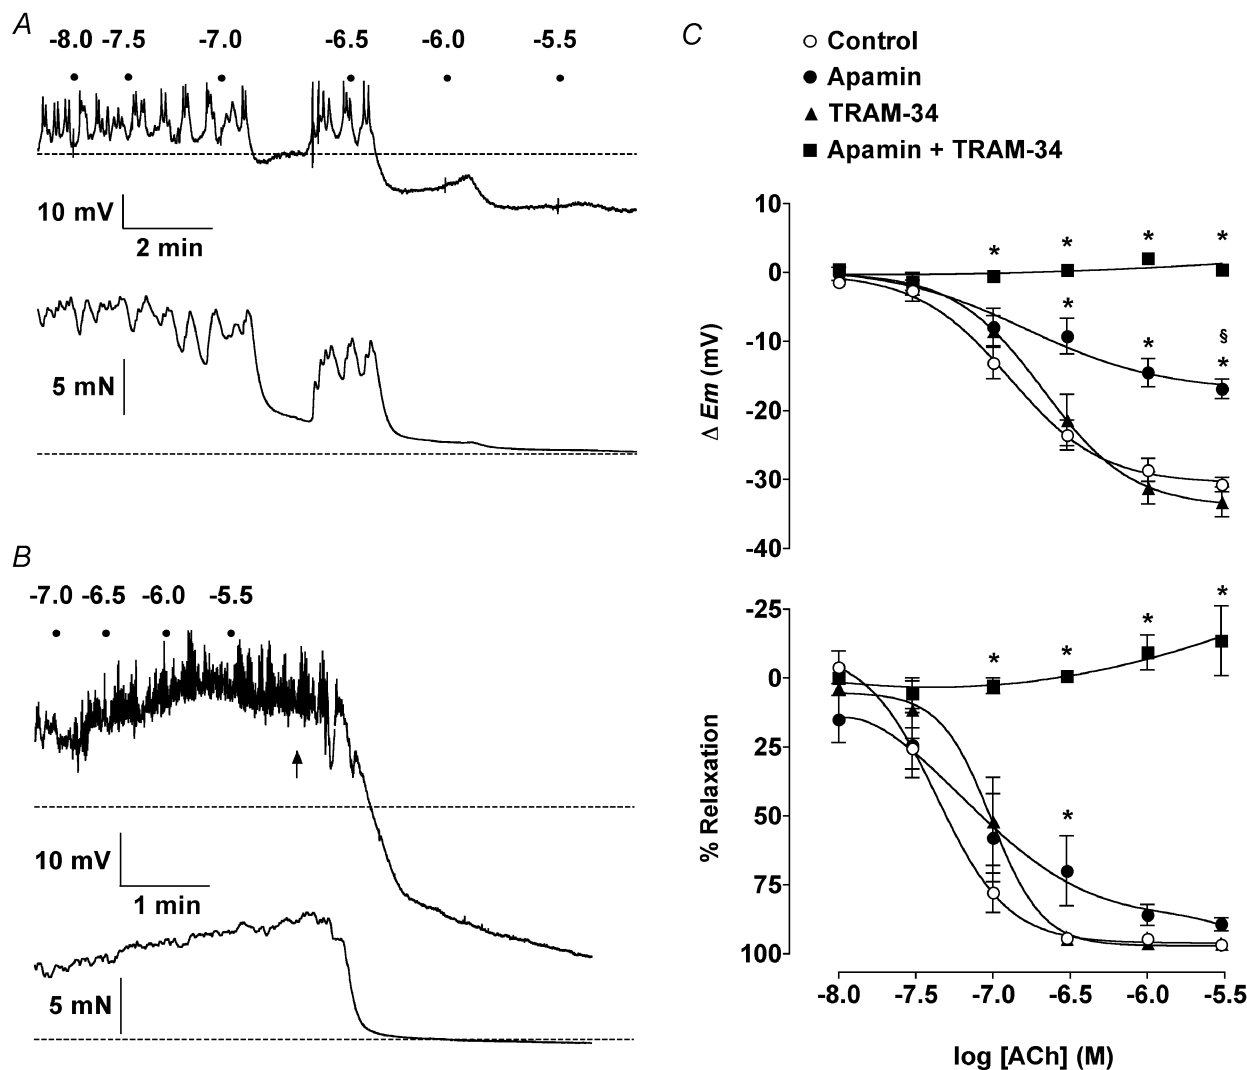 A
-8.0 -7.5 -7.0 -6.5 -6.0 -5.5
10 mV
2 min
5 mN
B
-7.0 -6.5 -6.0 -5.5
10 mV
1 min
5 mN
C
Control
Apamin
TRAM-34
Apamin + TRAM-34
10
0
-10
-20
-30
-40
Δ Em (mV)
* * * *
* * § *
-25
0
25
50
75
100
% Relaxation
* * * *
*
-8.0 -7.5 -7.0 -6.5 -6.0 -5.5
log [ACh] (M)